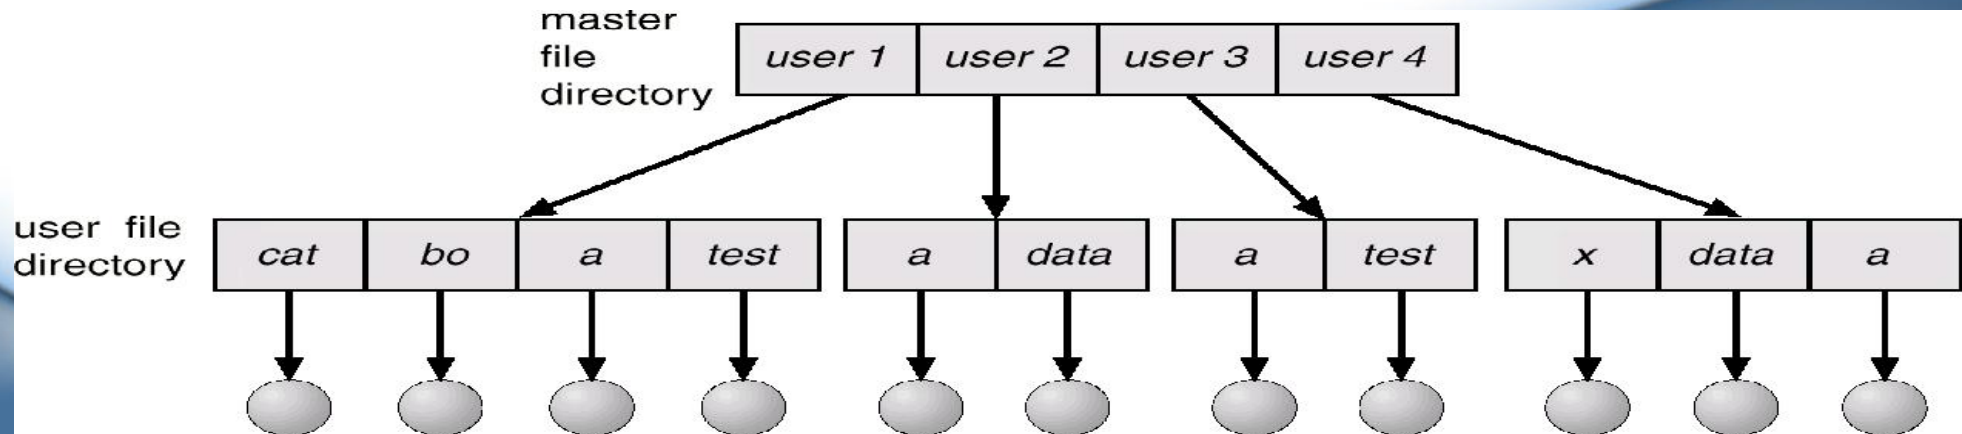 master
file
directory
user 1 user 2 user 3 user 4
user file
directory
cat bo a test a data a test x data a